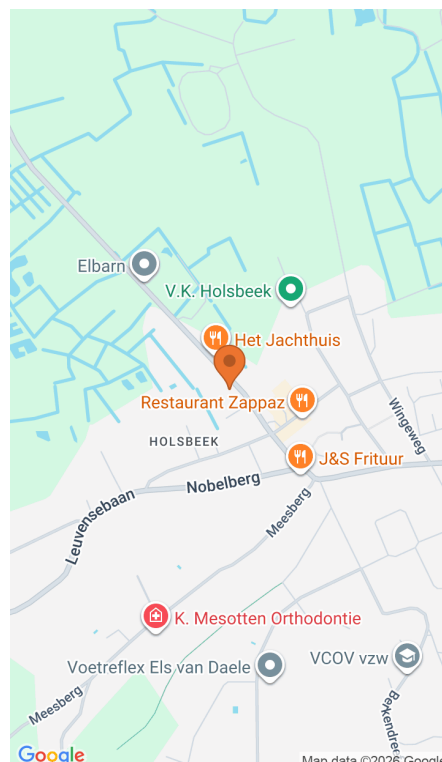 Elbarn
V.K. Holsbeek
Het Jachthuis
Restaurant Zappaz
Wingeweg
HOLSBEEK
J&S Frituur
Nobelberg
Leuvensebaan
Meesberg
K. Mesotten Orthodontie
VCOV vzw
Voetreflex Els van Daele
Meesberg
Berkendree
Google
Map data ©2026 Google